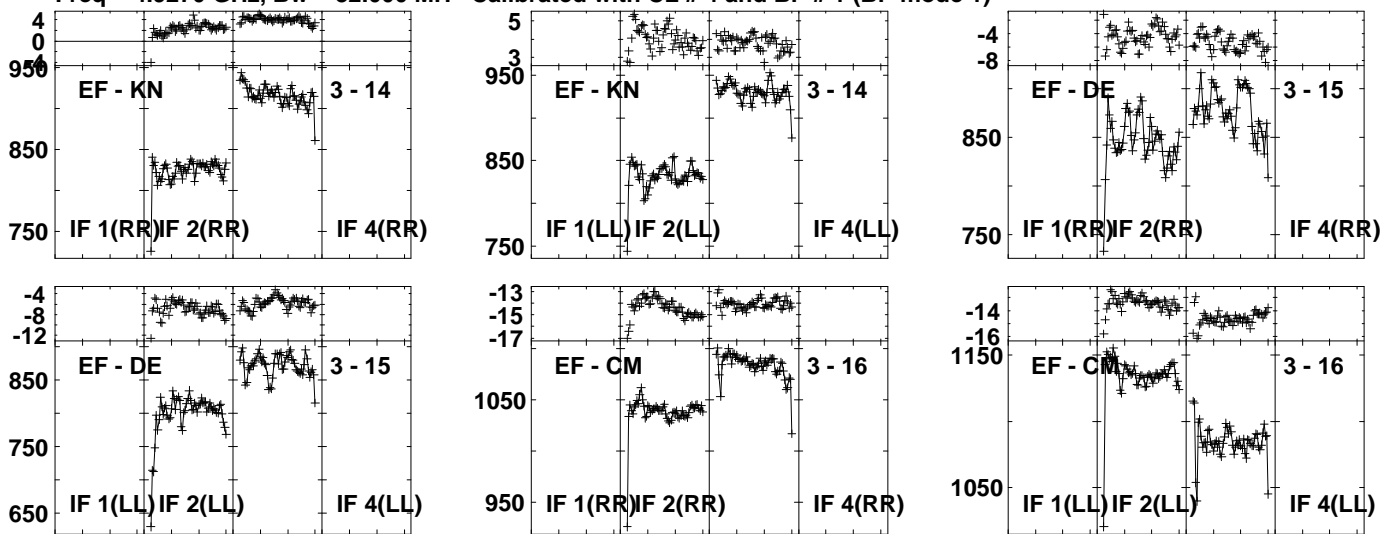 4
0
-4
950
850
750
EF - KN
3 - 14
IF 1(RR) IF 2(RR) IF 4(RR)
5
3
950
850
750
EF - KN
3 - 14
IF 1(LL) IF 2(LL) IF 4(LL)
-4
-8
850
750
EF - DE
3 - 15
IF 1(RR) IF 2(RR) IF 4(RR)
-4
-8
-12
850
750
650
EF - DE
3 - 15
IF 1(LL) IF 2(LL) IF 4(LL)
-13
-15
-17
1050
950
EF - CM
3 - 16
IF 1(RR) IF 2(RR) IF 4(RR)
-14
-16
1150
1050
EF - CM
3 - 16
IF 1(LL) IF 2(LL) IF 4(LL)